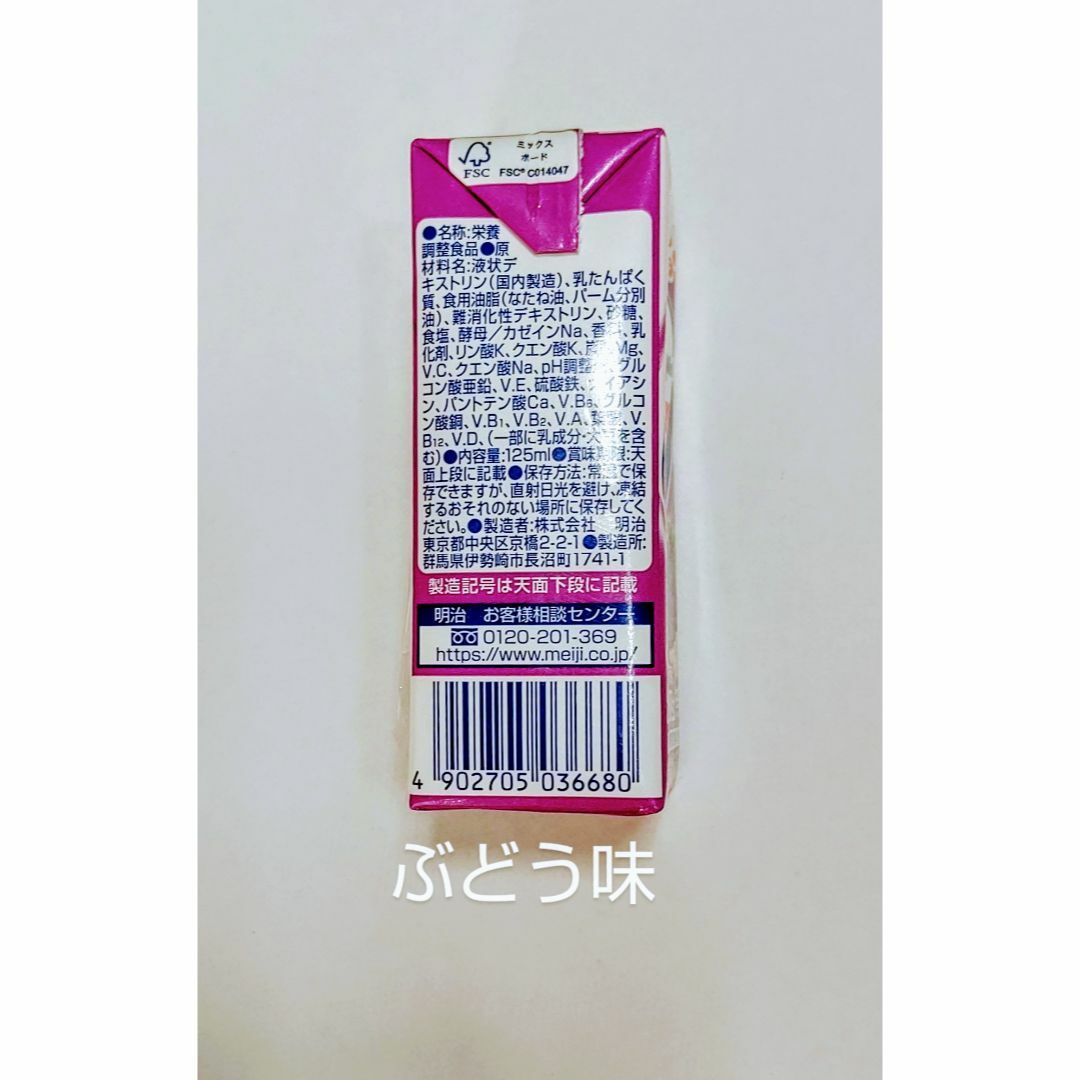 ミックス
ボード
FSC
FSC® C014047
●名称:栄養
調整食品●原
材料名:液状デ
キストリン(国内製造)、乳たんぱく
質、食用油脂(なたね油、パーム分別
油)、難消化性デキストリン、砂糖、
食塩、酵母/カゼインNa、香料、乳
化剤、リン酸K、クエン酸K、炭酸Mg、
V.C、クエン酸Na、pH調整剤、グル
コン酸亜鉛、V.E、硫酸鉄、ナイアシ
ン、パントテン酸Ca、V.B6、グルコ
ン酸銅、V.B1、V.B2、V.A、葉酸、V.
B12、V.D、(一部に乳成分・大豆を含
む)●内容量:125ml●賞味期限:天
面上段に記載●保存方法:常温で保
存できますが、直射日光を避け、凍結
するおそれのない場所に保存してく
ださい。●製造者:株式会社 明治
東京都中央区京橋2-2-1●製造所:
群馬県伊勢崎市長沼町1741-1
製造記号は天面下段に記載
明治 お客様相談センター
0120-201-369
https://www.meiji.co.jp/
4 902705 036680
ぶどう味